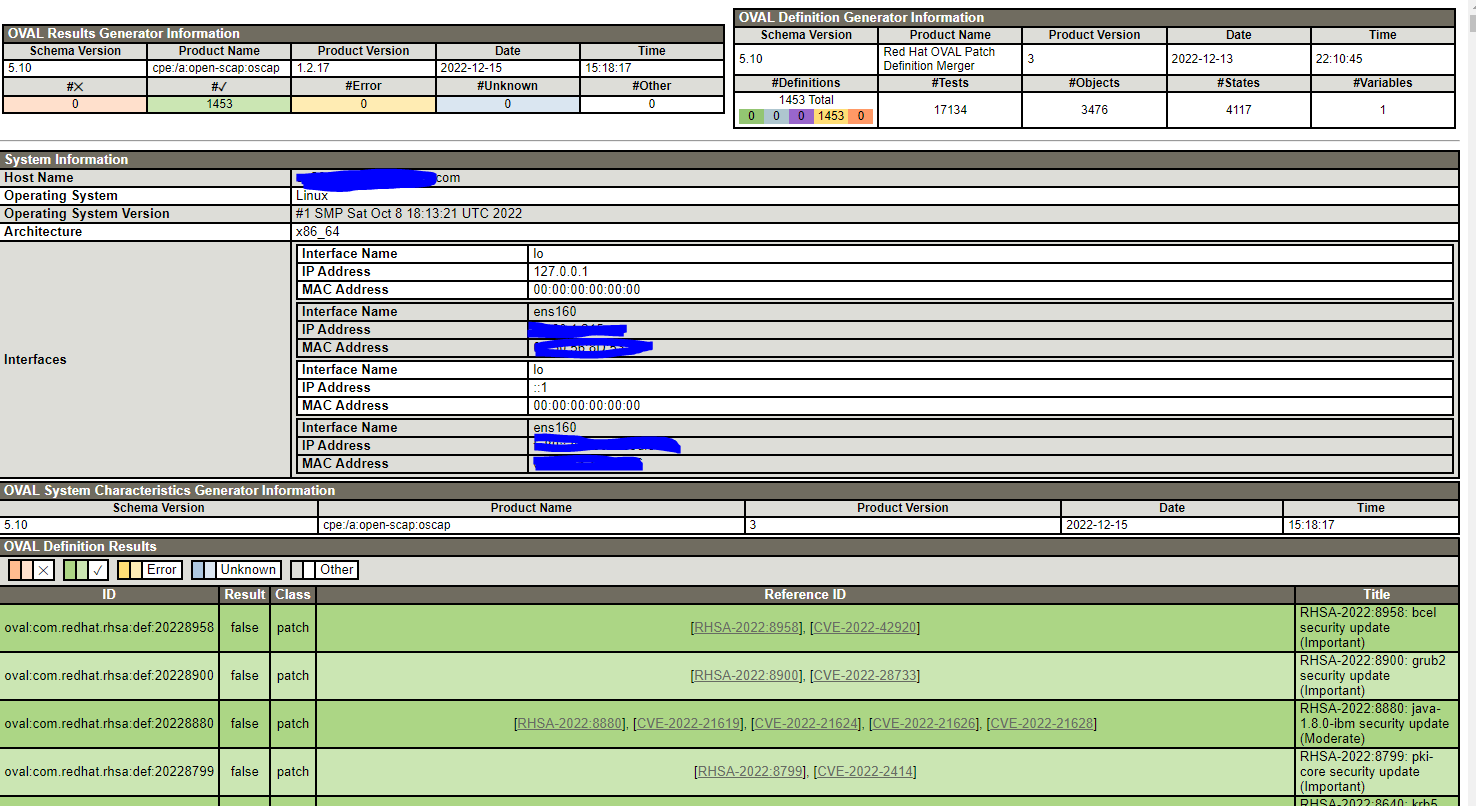 OVAL Results Generator Information
Schema Version Product Name Product Version Date Time
5.10 cpe:/a:open-scap:oscap 1.2.17 2022-12-15 15:18:17
#✕ #✓ #Error #Unknown #Other
0 1453 0 0 0
OVAL Definition Generator Information
Schema Version Product Name Product Version Date Time
5.10 Red Hat OVAL Patch Definition Merger 3 2022-12-13 22:10:45
#Definitions #Tests #Objects #States #Variables
1453 Total
0 0 0 1453 0 17134 3476 4117 1
System Information
Host Name com
Operating System Linux
Operating System Version #1 SMP Sat Oct 8 18:13:21 UTC 2022
Architecture x86_64
Interfaces
Interface Name lo
IP Address 127.0.0.1
MAC Address 00:00:00:00:00:00
Interface Name ens160
IP Address
MAC Address
Interface Name lo
IP Address ::1
MAC Address 00:00:00:00:00:00
Interface Name ens160
IP Address
MAC Address
OVAL System Characteristics Generator Information
Schema Version Product Name Product Version Date Time
5.10 cpe:/a:open-scap:oscap 3 2022-12-15 15:18:17
OVAL Definition Results
✕ ✓ Error Unknown Other
ID Result Class Reference ID Title
oval:com.redhat.rhsa:def:20228958 false patch [RHSA-2022:8958], [CVE-2022-42920] RHSA-2022:8958: bcel
security update
(Important)
oval:com.redhat.rhsa:def:20228900 false patch [RHSA-2022:8900], [CVE-2022-28733] RHSA-2022:8900: grub2
security update
(Important)
oval:com.redhat.rhsa:def:20228880 false patch [RHSA-2022:8880], [CVE-2022-21619], [CVE-2022-21624], [CVE-2022-21626], [CVE-2022-21628] RHSA-2022:8880: java-
1.8.0-ibm security update
(Moderate)
oval:com.redhat.rhsa:def:20228799 false patch [RHSA-2022:8799], [CVE-2022-2414] RHSA-2022:8799: pki-
core security update
(Important)
RHSA-2022:8640: krb5